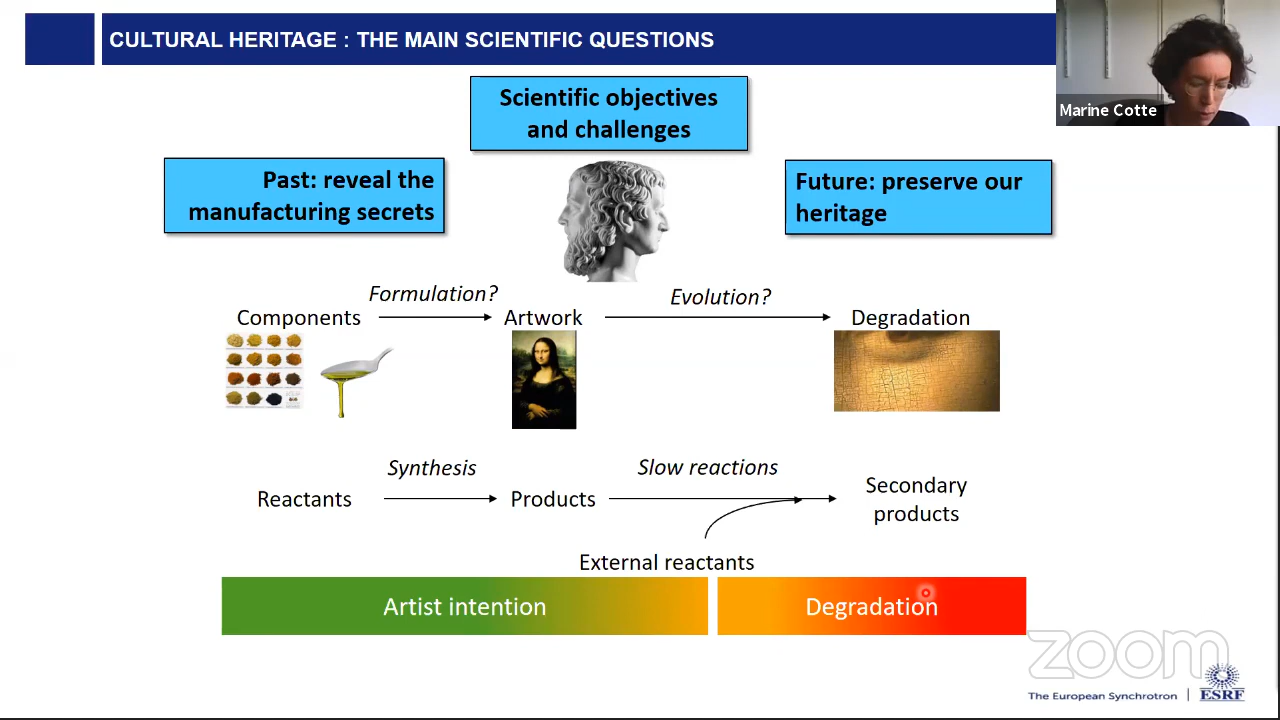 CULTURAL HERITAGE : THE MAIN SCIENTIFIC QUESTIONS
Marine Cotte
Scientific objectives
and challenges
Past: reveal the
manufacturing secrets
Future: preserve our
heritage
Formulation?
Evolution?
Components
Artwork
Degradation
Synthesis
Slow reactions
Reactants
Products
Secondary
products
External reactants
Artist intention
Degradation
zoom
The European Synchrotron
ESRF